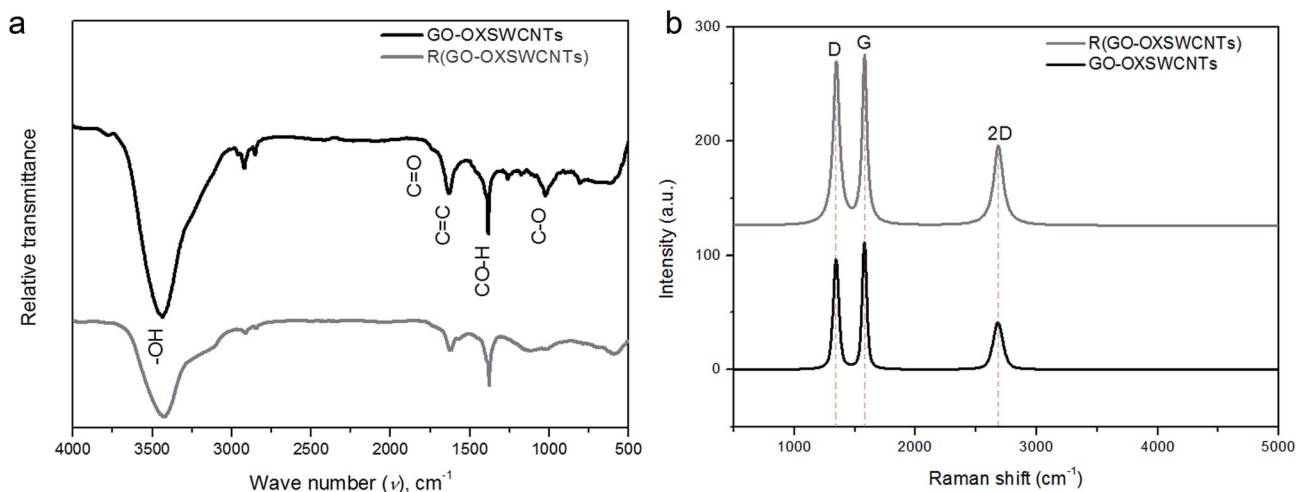 a
GO-OXSWCNTs
R(GO-OXSWCNTs)
Relative transmittance
-OH
C=O
C=C
CO-H
C-O
4000 3500 3000 2500 2000 1500 1000 500
Wave number (ν), cm-1
b
300
200
100
0
Intensity (a.u.)
R(GO-OXSWCNTs)
GO-OXSWCNTs
D
G
2D
1000 2000 3000 4000 5000
Raman shift (cm-1)